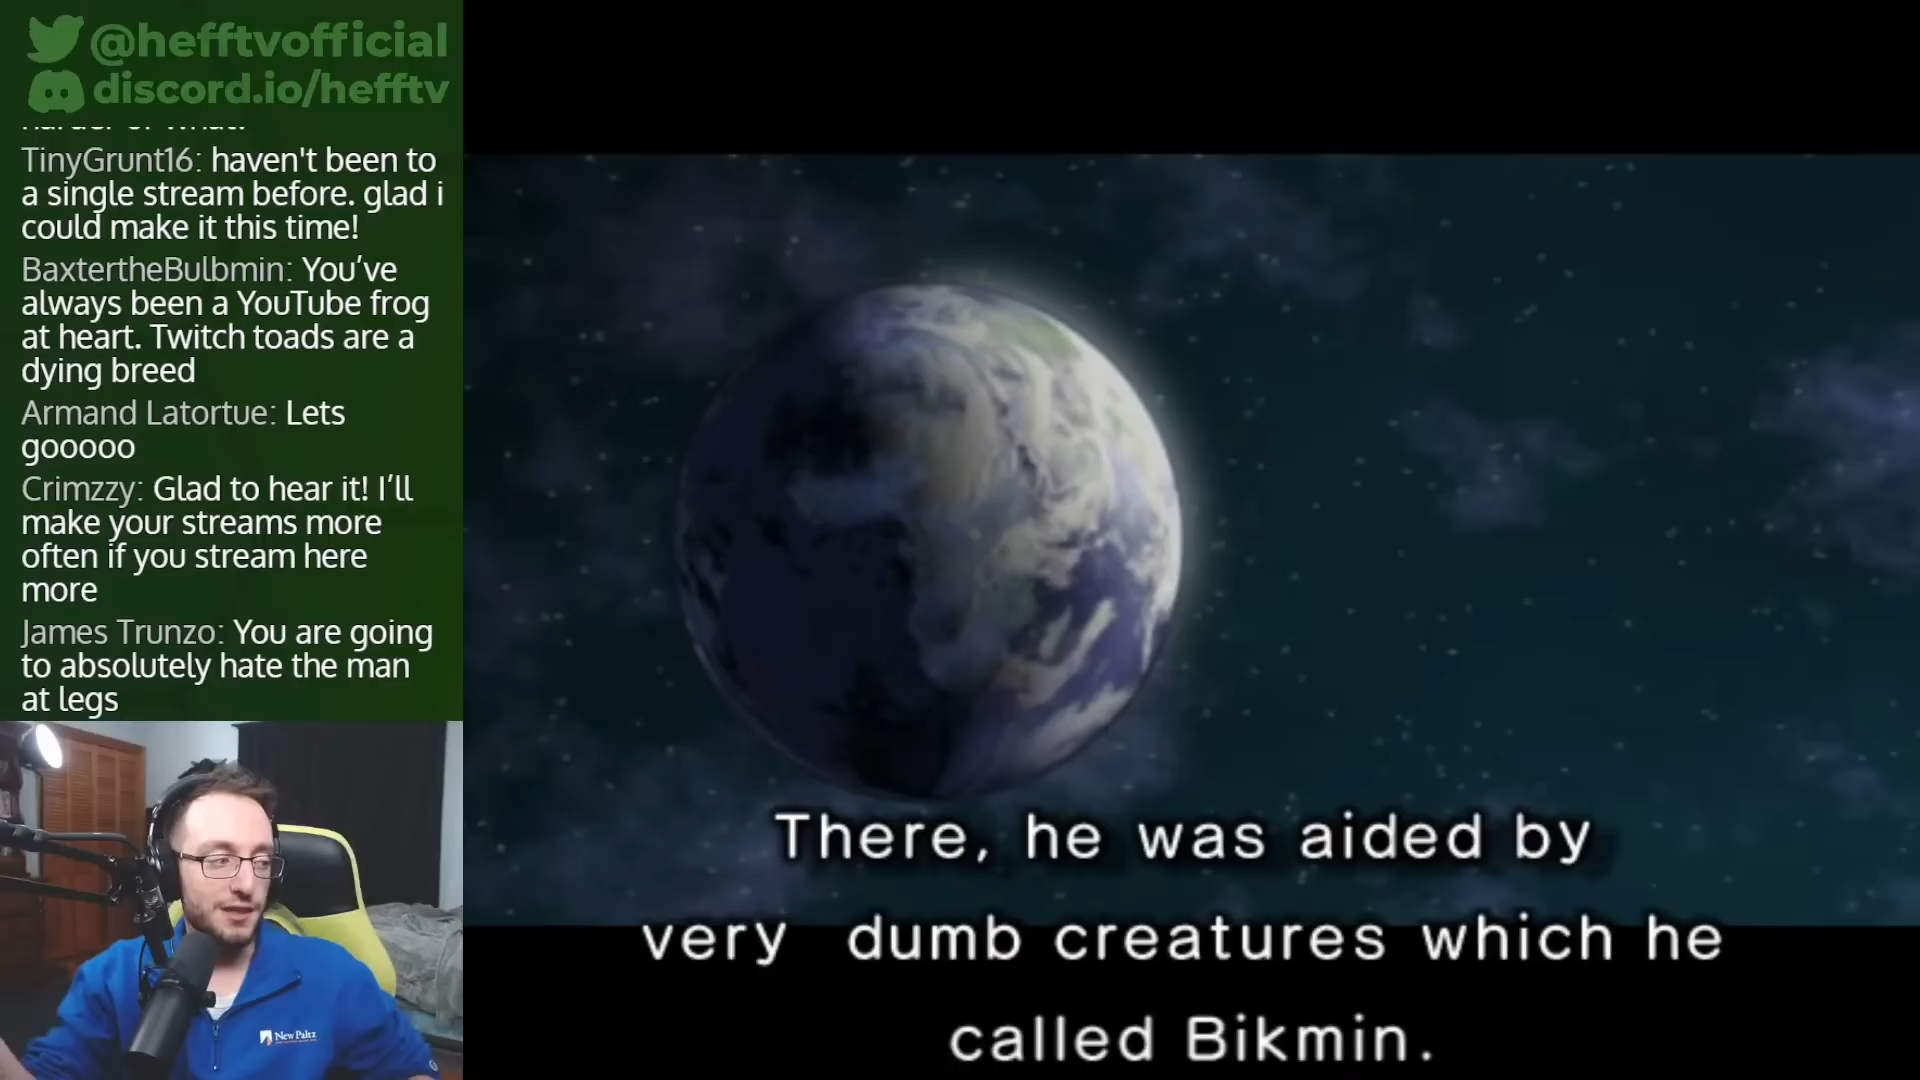 @hefftvofficial
discord.io/hefftv
TinyGrunt16: haven't been to
a single stream before. glad i
could make it this time!
BaxtertheBulbmin: You’ve
always been a YouTube frog
at heart. Twitch toads are a
dying breed
Armand Latortue: Lets
gooooo
Crimzzy: Glad to hear it! I’ll
make your streams more
often if you stream here
more
James Trunzo: You are going
to absolutely hate the man
at legs
There, he was aided by
very dumb creatures which he
called Bikmin.
New Paltz